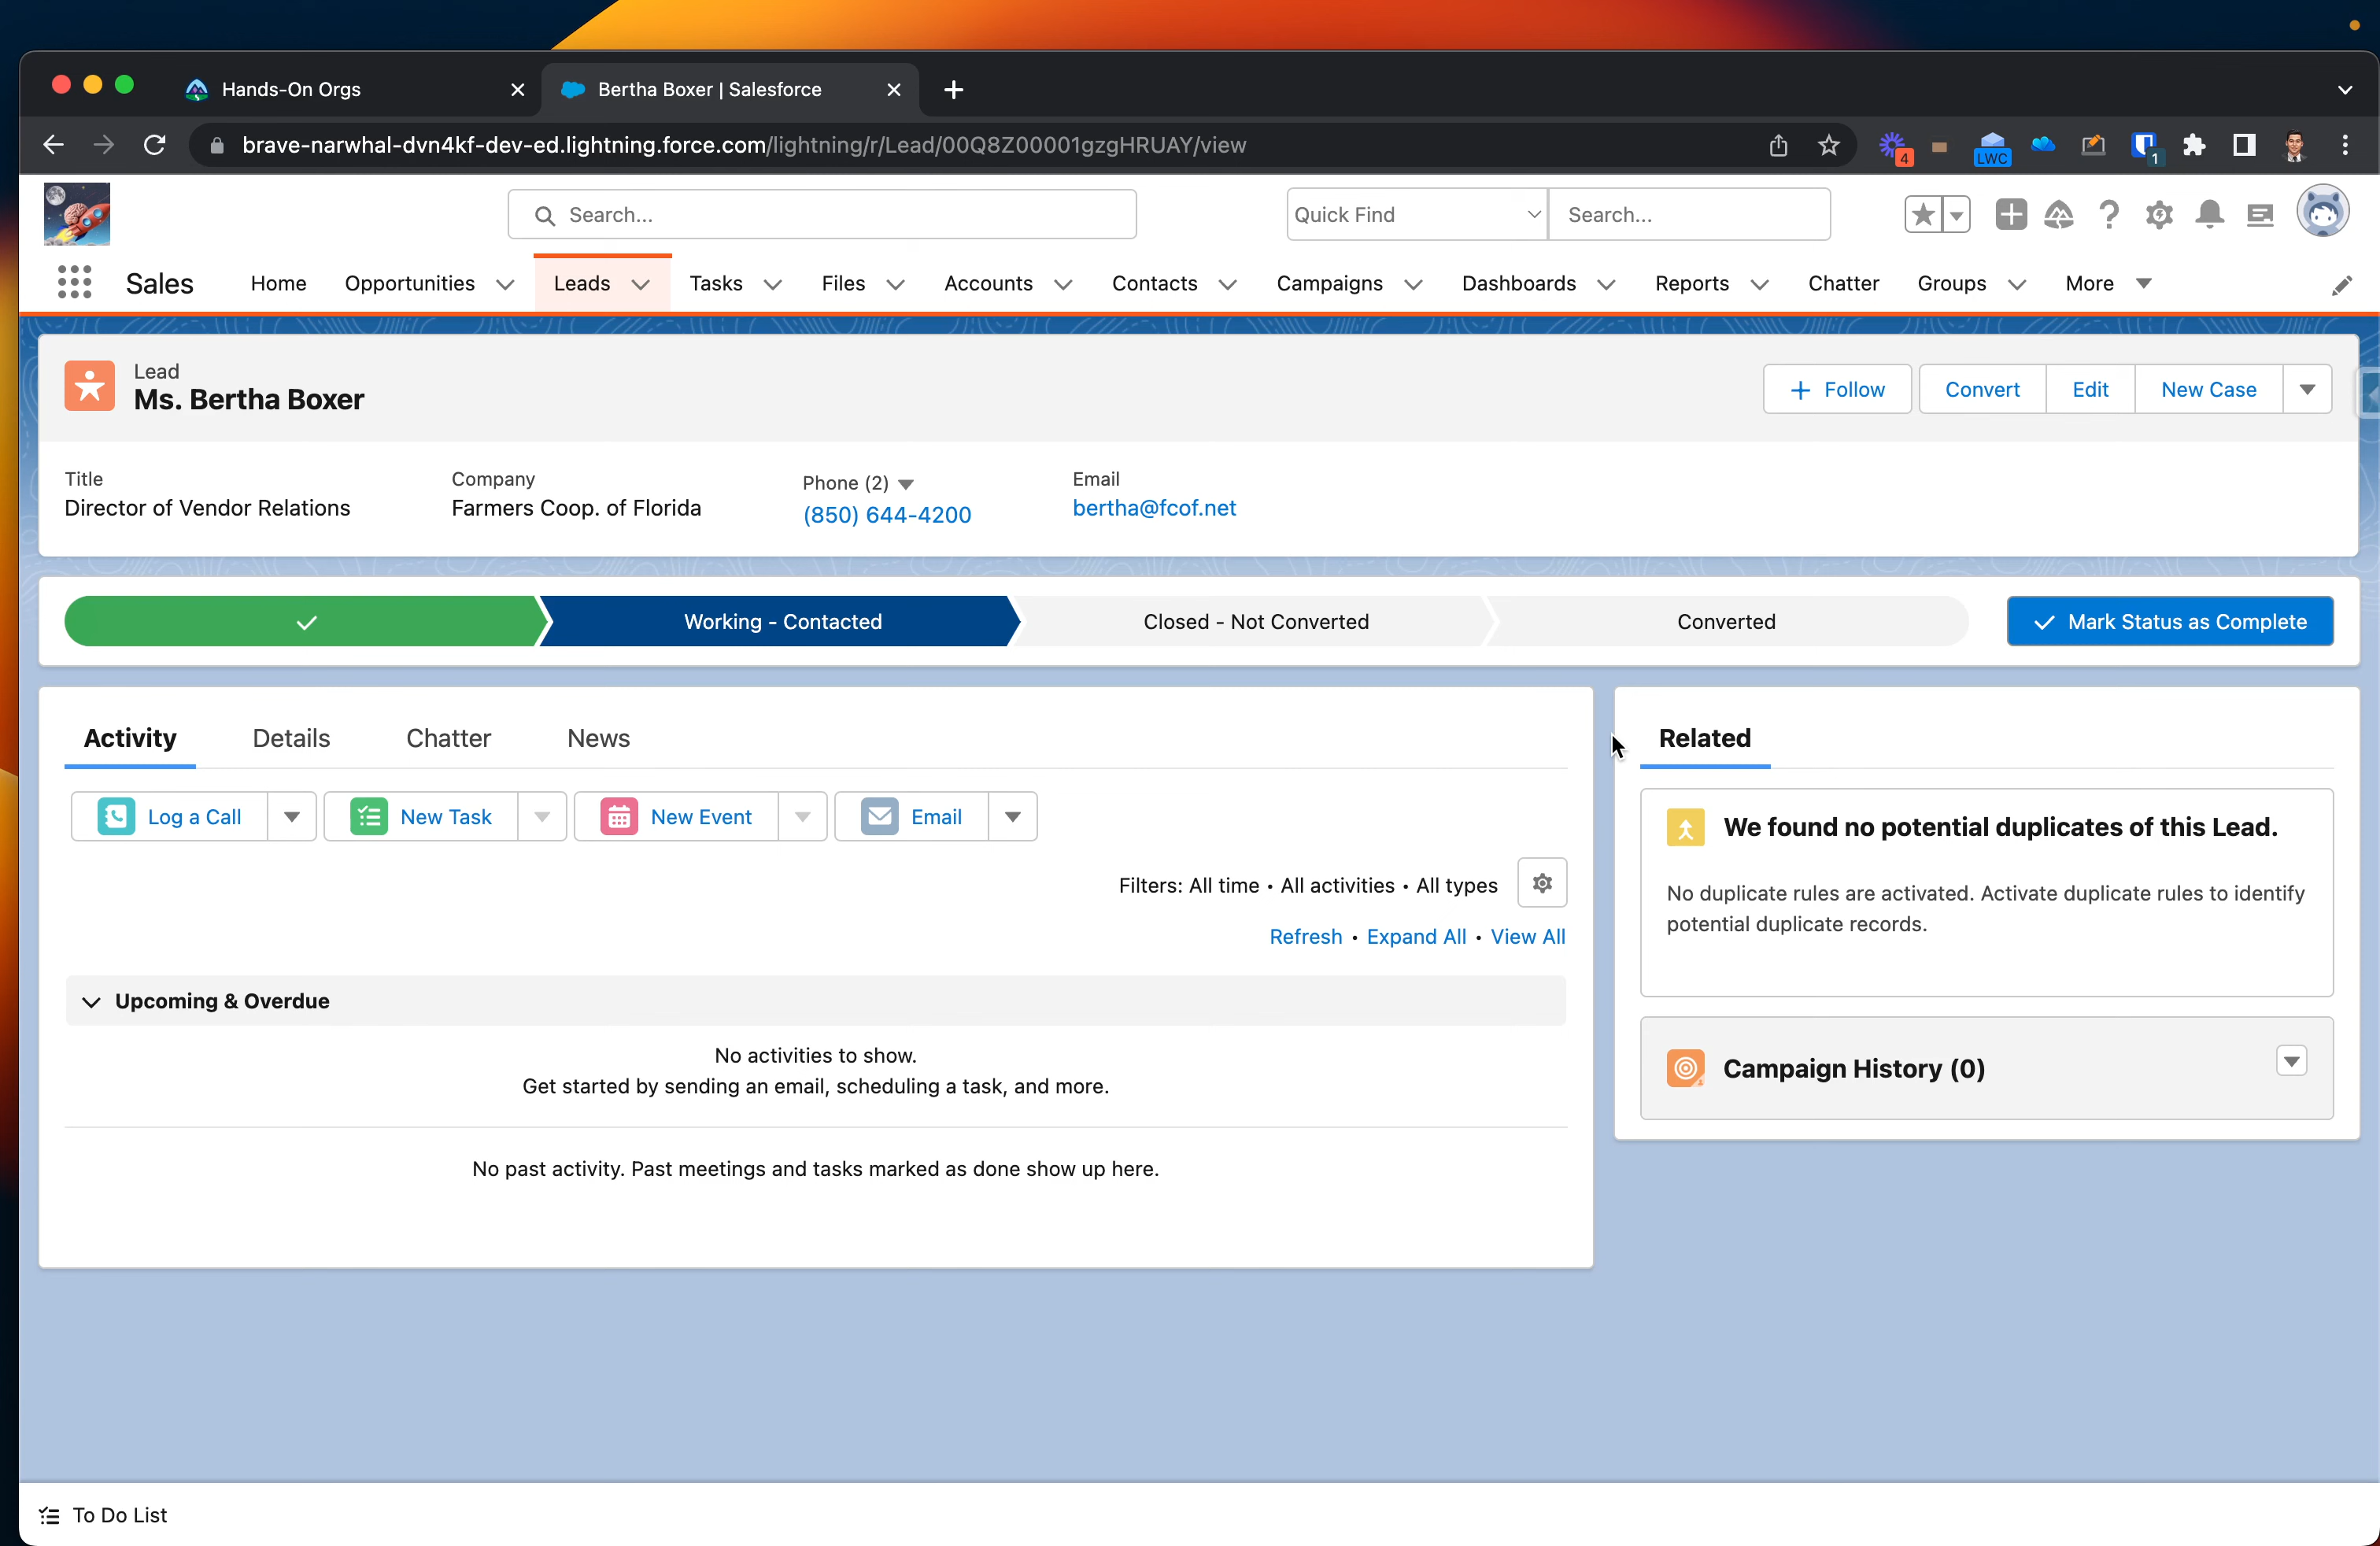 Hands-On Orgs
Bertha Boxer | Salesforce
brave-narwhal-dvn4kf-dev-ed.lightning.force.com/lightning/r/Lead/00Q8Z00001gzgHRUAY/view
4
LWC
1
Search...
Quick Find
Search...
Sales
Home
Opportunities
Leads
Tasks
Files
Accounts
Contacts
Campaigns
Dashboards
Reports
Chatter
Groups
More
Lead
Ms. Bertha Boxer
Follow
Convert
Edit
New Case
Title
Director of Vendor Relations
Company
Farmers Coop. of Florida
Phone (2)
(850) 644-4200
Email
bertha@fcof.net
Working - Contacted
Closed - Not Converted
Converted
Mark Status as Complete
Activity
Details
Chatter
News
Log a Call
New Task
New Event
Email
Filters: All time • All activities • All types
Refresh • Expand All • View All
Upcoming & Overdue
No activities to show.
Get started by sending an email, scheduling a task, and more.
No past activity. Past meetings and tasks marked as done show up here.
Related
We found no potential duplicates of this Lead.
No duplicate rules are activated. Activate duplicate rules to identify
potential duplicate records.
Campaign History (0)
To Do List